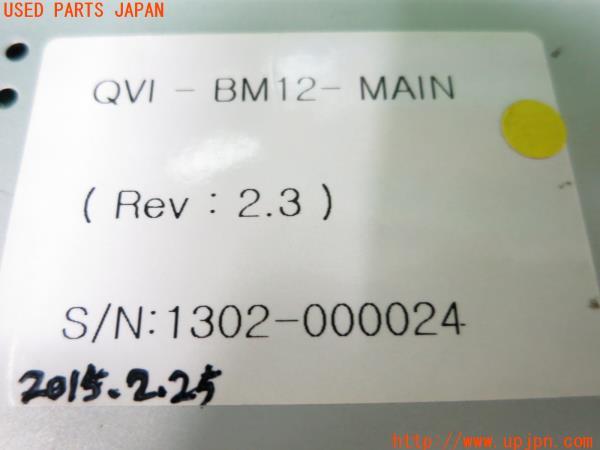 USED PARTS JAPAN
QVI - BM12- MAIN
( Rev : 2.3 )
S/N:1302-000024
2015.2.25
http://www.upjpn.com